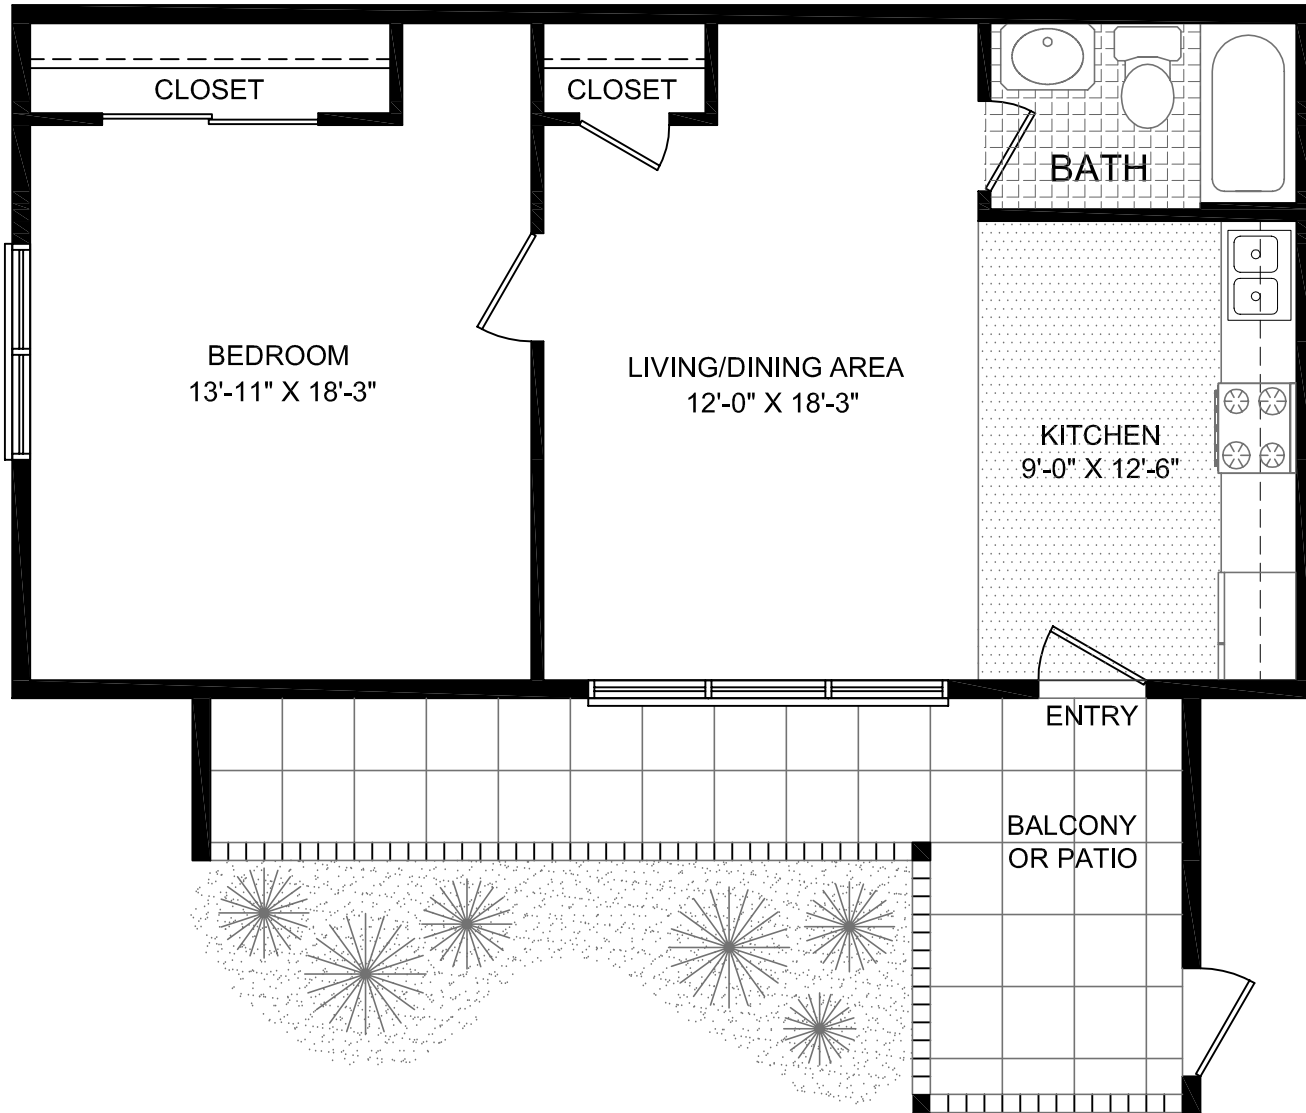 CLOSET
CLOSET
BATH
BEDROOM
13'-11" X 18'-3"
LIVING/DINING AREA
12'-0" X 18'-3"
KITCHEN
9'-0" X 12'-6"
ENTRY
BALCONY
OR PATIO